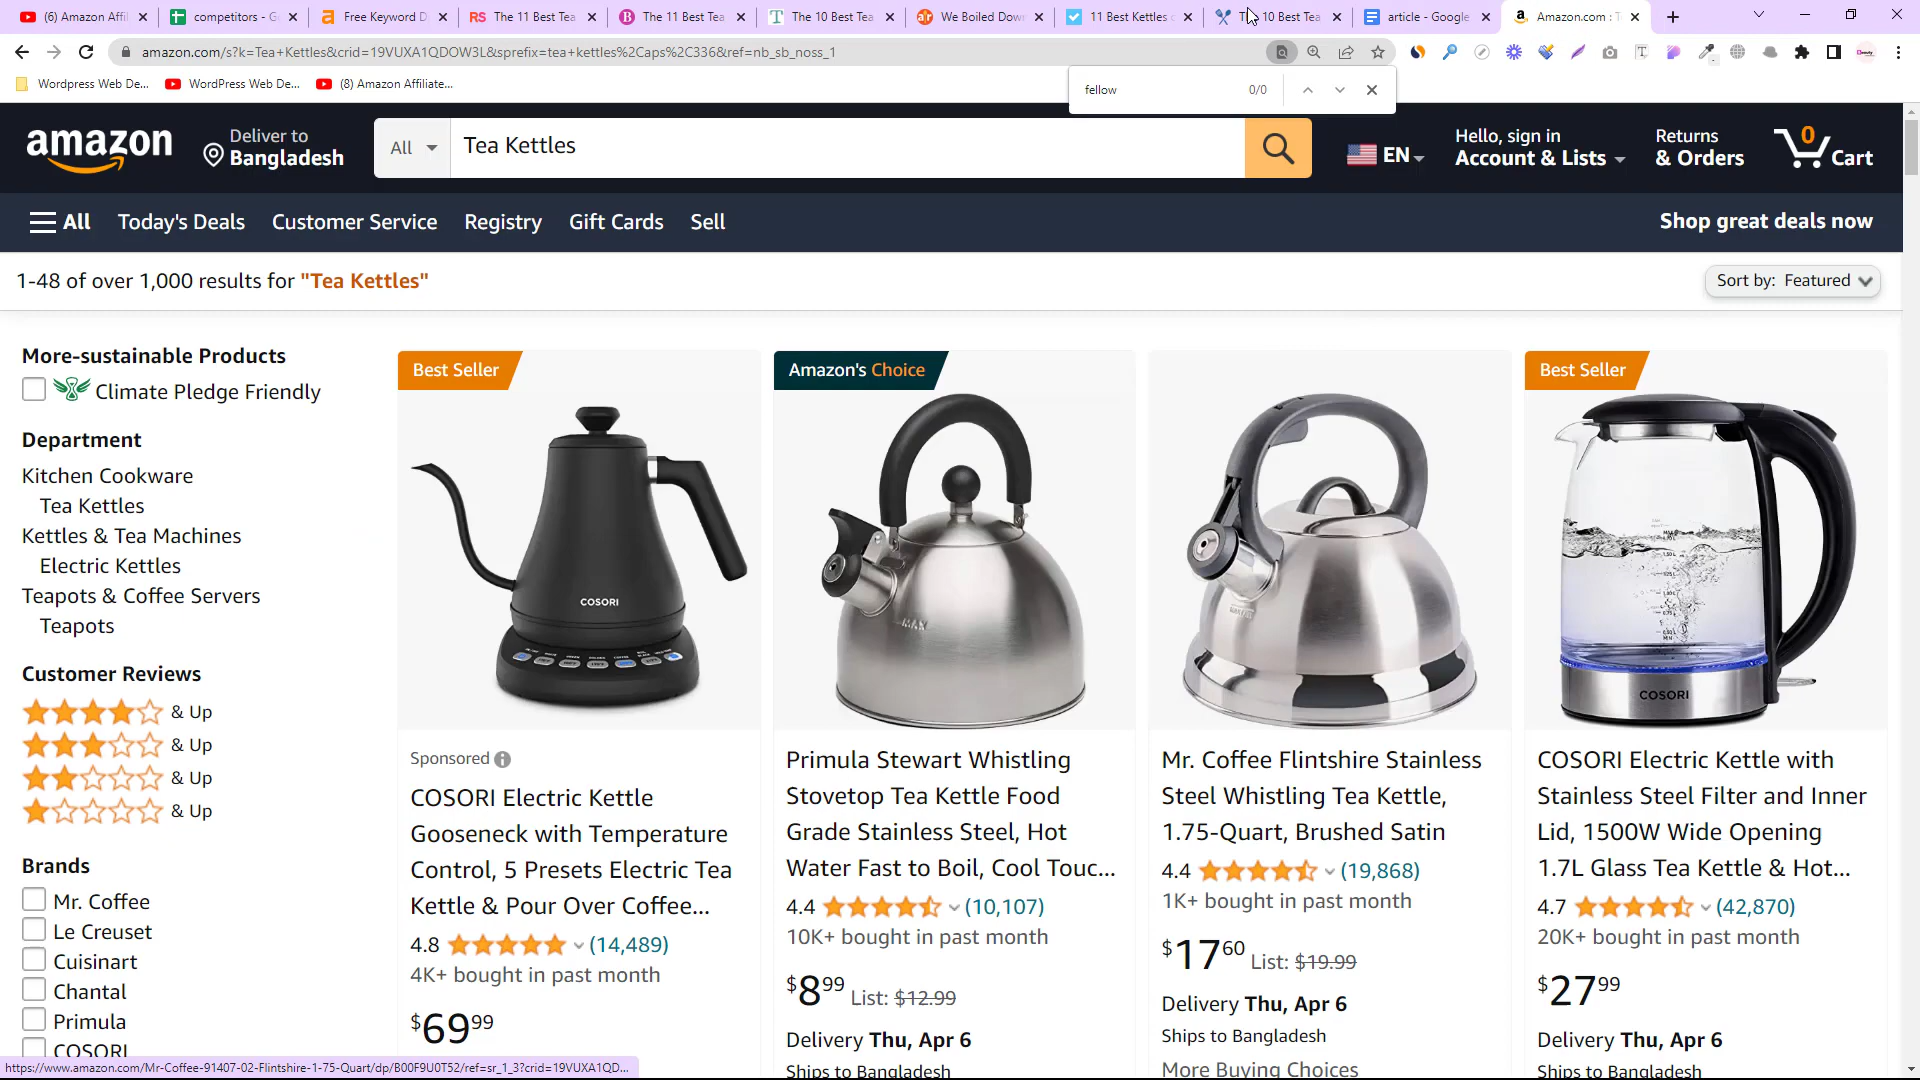 (6) Amazon Affil
competitors - G
Free Keyword D
The 11 Best Tea
The 11 Best Tea
The 10 Best Tea
We Boiled Dow
11 Best Kettles
10 Best Tea
article - Google
Amazon.com : T
amazon.com/s?k=Tea+Kettles&crid=19VUXA1QDOW3L&sprefix=tea+kettles%2Caps%2C336&ref=nb_sb_noss_1
Wordpress Web De...
WordPress Web De...
(8) Amazon Affiliate...
fellow
0/0
amazon
Deliver to
Bangladesh
All
Tea Kettles
EN
Hello, sign in
Account & Lists
Returns
& Orders
0
Cart
All
Today's Deals
Customer Service
Registry
Gift Cards
Sell
Shop great deals now
1-48 of over 1,000 results for "Tea Kettles"
Sort by: Featured
More-sustainable Products
Climate Pledge Friendly
Department
Kitchen Cookware
Tea Kettles
Kettles & Tea Machines
Electric Kettles
Teapots & Coffee Servers
Teapots
Customer Reviews
& Up
& Up
& Up
& Up
Brands
Mr. Coffee
Le Creuset
Cuisinart
Chantal
Primula
COSORI
Best Seller
COSORI
Sponsored
COSORI Electric Kettle
Gooseneck with Temperature
Control, 5 Presets Electric Tea
Kettle & Pour Over Coffee...
4.8 (14,489)
4K+ bought in past month
$69 99
Amazon's Choice
MAX
Primula Stewart Whistling
Stovetop Tea Kettle Food
Grade Stainless Steel, Hot
Water Fast to Boil, Cool Touc...
4.4 (10,107)
10K+ bought in past month
$8 99 List: $12.99
Delivery Thu, Apr 6
Ships to Bangladesh
Mr. Coffee Flintshire Stainless
Steel Whistling Tea Kettle,
1.75-Quart, Brushed Satin
4.4 (19,868)
1K+ bought in past month
$17 60 List: $19.99
Delivery Thu, Apr 6
Ships to Bangladesh
More Buying Choices
Best Seller
COSORI
COSORI Electric Kettle with
Stainless Steel Filter and Inner
Lid, 1500W Wide Opening
1.7L Glass Tea Kettle & Hot...
4.7 (42,870)
20K+ bought in past month
$27 99
Delivery Thu, Apr 6
Ships to Bangladesh
https://www.amazon.com/Mr-Coffee-91407-02-Flintshire-1-75-Quart/dp/B00F9U0T52/ref=sr_1_3?crid=19VUXA1QD...